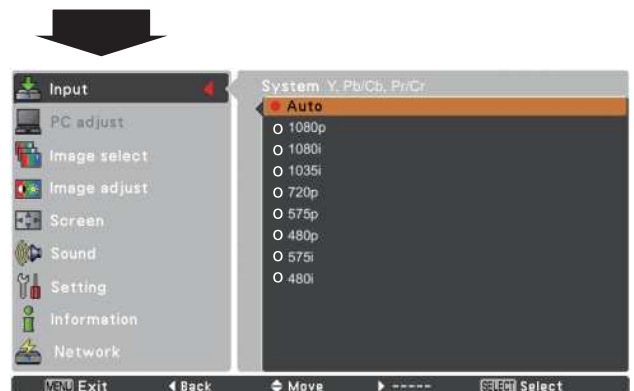 Input
PC adjust
Image select
Image adjust
Screen
Sound
Setting
Information
Network
System Y, Pb/Cb, Pr/Cr
Auto
1080p
1080i
1035i
720p
575p
480p
575i
480i
MENU Exit Back Move ----- SELECT Select